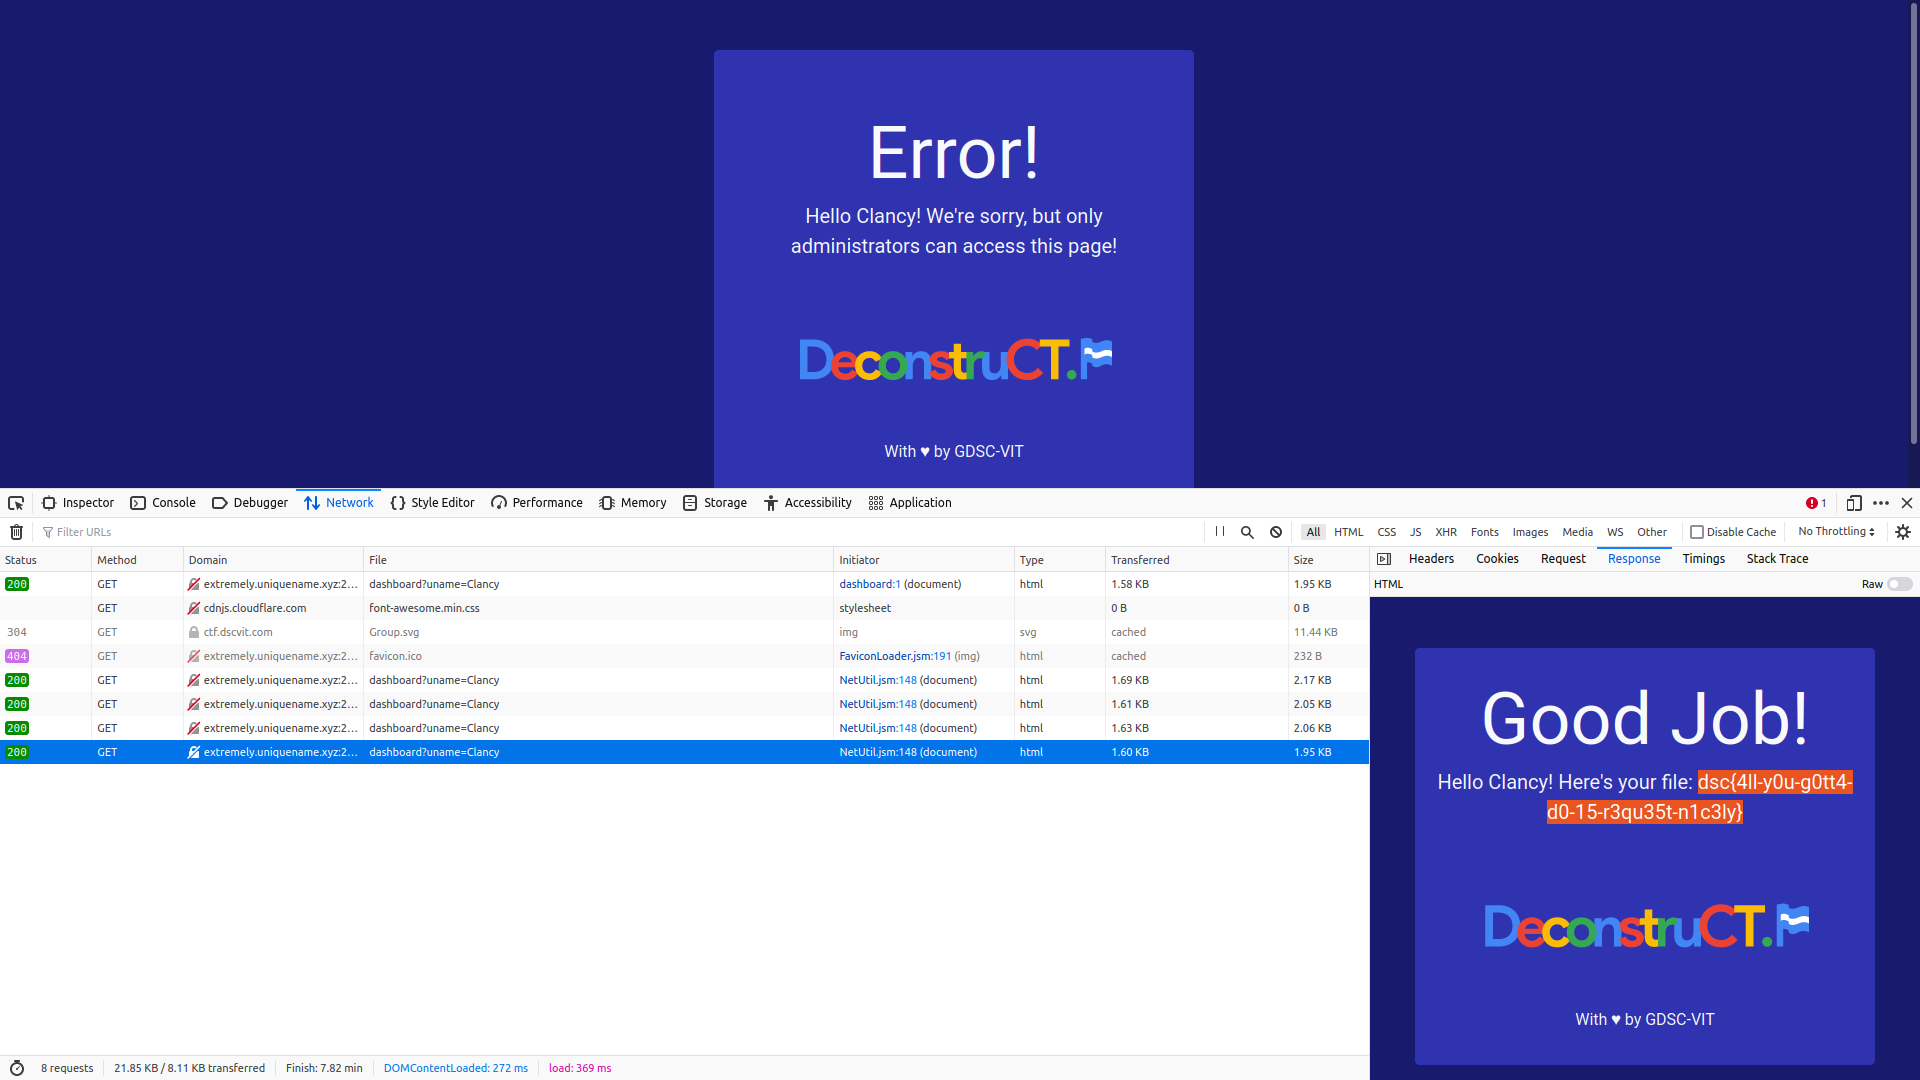 Error!
Hello Clancy! We're sorry, but only
administrators can access this page!
DeconstruCT.
With ♥ by GDSC-VIT
Inspector Console Debugger Network Style Editor Performance Memory Storage Accessibility Application 1
Filter URLs All HTML CSS JS XHR Fonts Images Media WS Other Disable Cache No Throttling
Status Method Domain File Initiator Type Transferred Size
200 GET extremely.uniquename.xyz:2... dashboard?uname=Clancy dashboard:1 (document) html 1.58 KB 1.95 KB
GET cdnjs.cloudflare.com font-awesome.min.css stylesheet 0 B 0 B
304 GET ctf.dscvit.com Group.svg img svg cached 11.44 KB
404 GET extremely.uniquename.xyz:2... favicon.ico FaviconLoader.jsm:191 (img) html cached 232 B
200 GET extremely.uniquename.xyz:2... dashboard?uname=Clancy NetUtil.jsm:148 (document) html 1.69 KB 2.17 KB
200 GET extremely.uniquename.xyz:2... dashboard?uname=Clancy NetUtil.jsm:148 (document) html 1.61 KB 2.05 KB
200 GET extremely.uniquename.xyz:2... dashboard?uname=Clancy NetUtil.jsm:148 (document) html 1.63 KB 2.06 KB
200 GET extremely.uniquename.xyz:2... dashboard?uname=Clancy NetUtil.jsm:148 (document) html 1.60 KB 1.95 KB
8 requests 21.85 KB / 8.11 KB transferred Finish: 7.82 min DOMContentLoaded: 272 ms load: 369 ms
Headers Cookies Request Response Timings Stack Trace
HTML Raw
Good Job!
Hello Clancy! Here's your file: dsc{4ll-y0u-g0tt4-
d0-15-r3qu35t-n1c3ly}
DeconstruCT.
With ♥ by GDSC-VIT